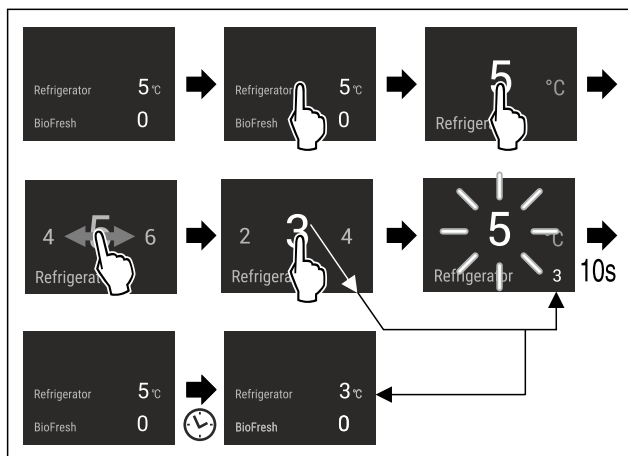 Refrigerator 5 °C
BioFresh 0
Refrigerator 5 °C
BioFresh 0
5 °C
Refriger
4 5 6
Refrigerat
2 3 4
Refrigera
5 °C
Refrigerator 3
10s
Refrigerator 5 °C
BioFresh 0
Refrigerator 3 °C
BioFresh 0